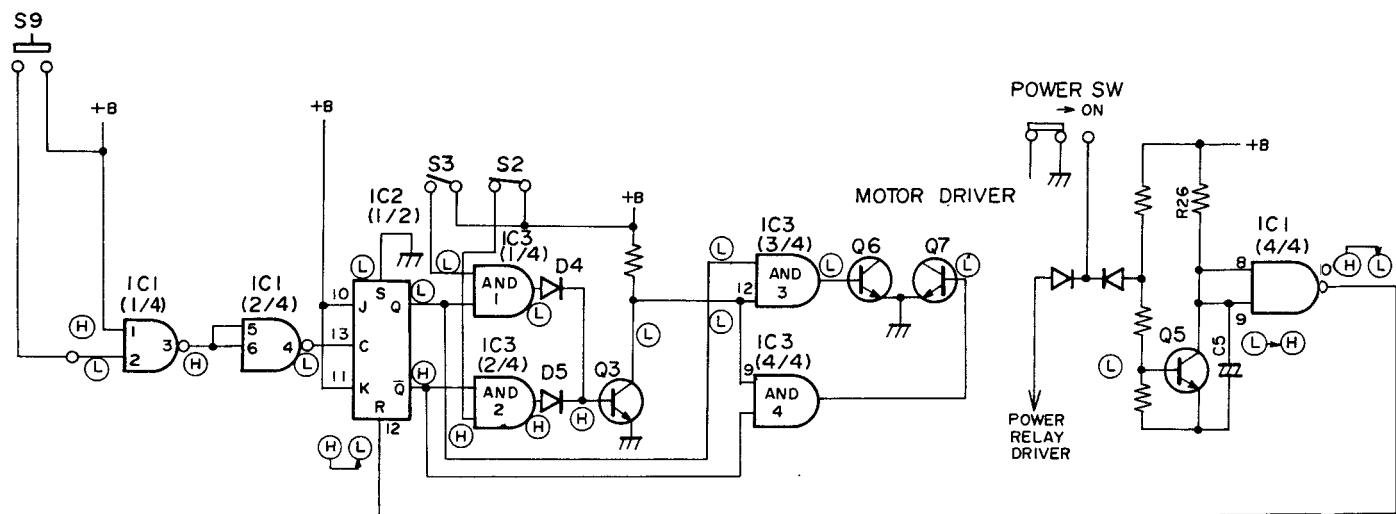 S9
+B
+B
IC1
(1/4)
H
1
2
L
3
H
IC1
(2/4)
5
6
4
L
IC2
(1/2)
L
10
13
11
S
J
C
K
R
Q
Q̄
12
L
H
H L
S3
S2
L
IC3
(1/4)
AND
1
D4
L
IC3
(2/4)
AND
2
D5
H
H
H
Q3
+B
L
IC3
(3/4)
L
AND
3
12
L
L
IC3
(4/4)
9
AND
4
MOTOR DRIVER
Q6
Q7
L
POWER SW
→ ON
POWER
RELAY
DRIVER
L
Q5
R26
+B
C5
IC1
(4/4)
8
9
10
H L
L→H